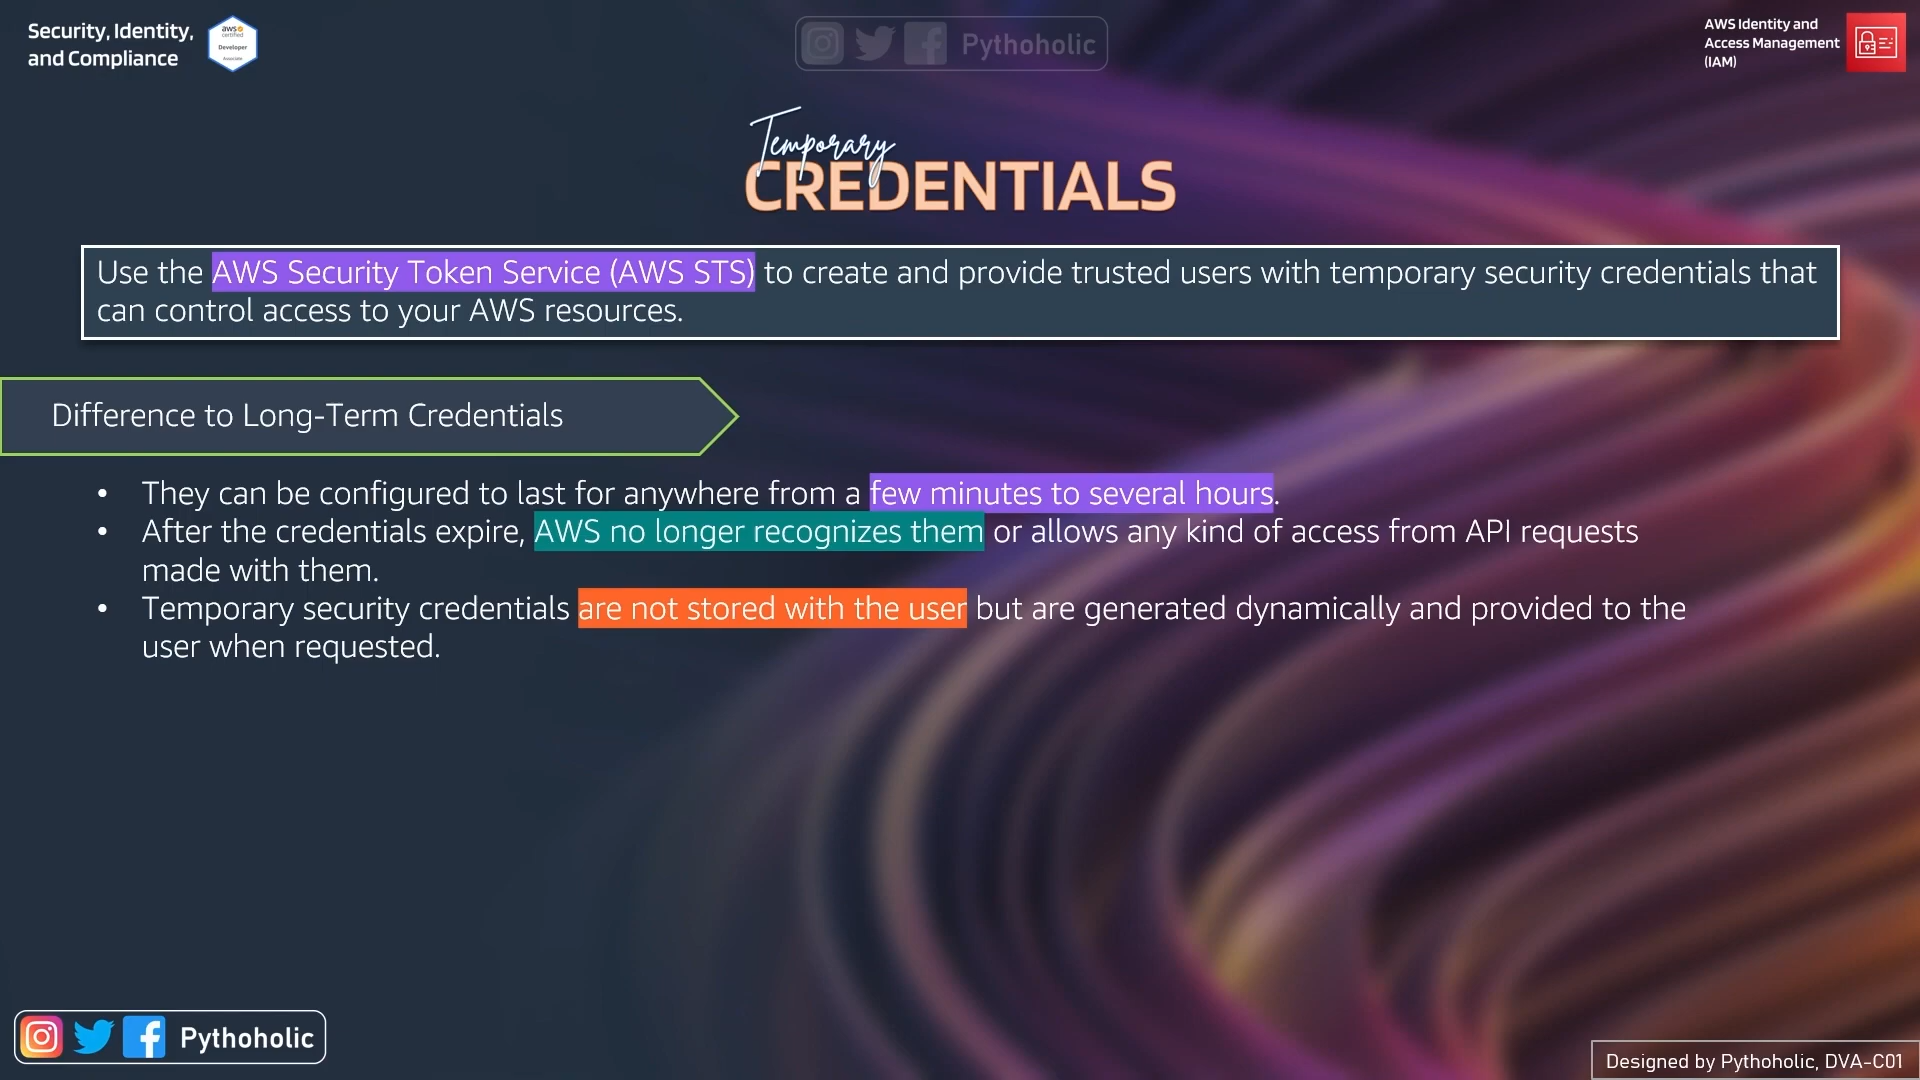 Security, Identity,
and Compliance
aws
certified
Developer
Associate
Pythoholic
AWS Identity and
Access Management
(IAM)
Temporary
CREDENTIALS
Use the AWS Security Token Service (AWS STS) to create and provide trusted users with temporary security credentials that
can control access to your AWS resources.
Difference to Long-Term Credentials
• They can be configured to last for anywhere from a few minutes to several hours.
• After the credentials expire, AWS no longer recognizes them or allows any kind of access from API requests
made with them.
• Temporary security credentials are not stored with the user but are generated dynamically and provided to the
user when requested.
Pythoholic
Designed by Pythoholic, DVA-C01